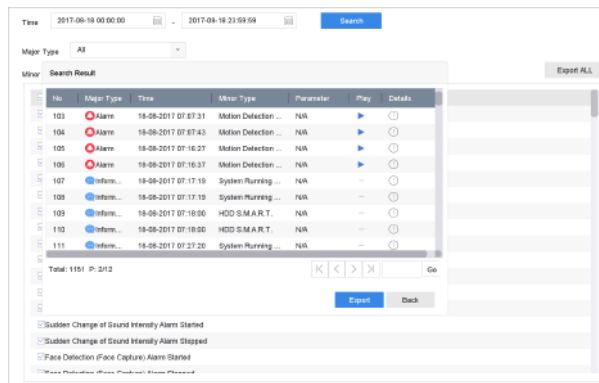 Time 2017-08-18 00:00:00 - 2017-08-18 23:59:59 Search
Major Type All
Minor
Export ALL
Search Result
No Major Type Time Minor Type Parameter Play Details
103 Alarm 18-08-2017 07:07:31 Motion Detection ... N/A
104 Alarm 18-08-2017 07:07:43 Motion Detection ... N/A
105 Alarm 18-08-2017 07:16:27 Motion Detection ... N/A
106 Alarm 18-08-2017 07:16:37 Motion Detection ... N/A
107 Inform... 18-08-2017 07:17:19 System Running ... N/A —
108 Inform... 18-08-2017 07:17:19 System Running ... N/A —
109 Inform... 18-08-2017 07:18:00 HDD S.M.A.R.T. N/A —
110 Inform... 18-08-2017 07:18:00 HDD S.M.A.R.T. N/A —
111 Inform... 18-08-2017 07:27:20 System Running ... N/A —
Total: 1151 P: 2/12 Go
Export Back
Sudden Change of Sound Intensity Alarm Started
Sudden Change of Sound Intensity Alarm Stopped
Face Detection (Face Capture) Alarm Started
Face Detection (Face Capture) Alarm Stopped